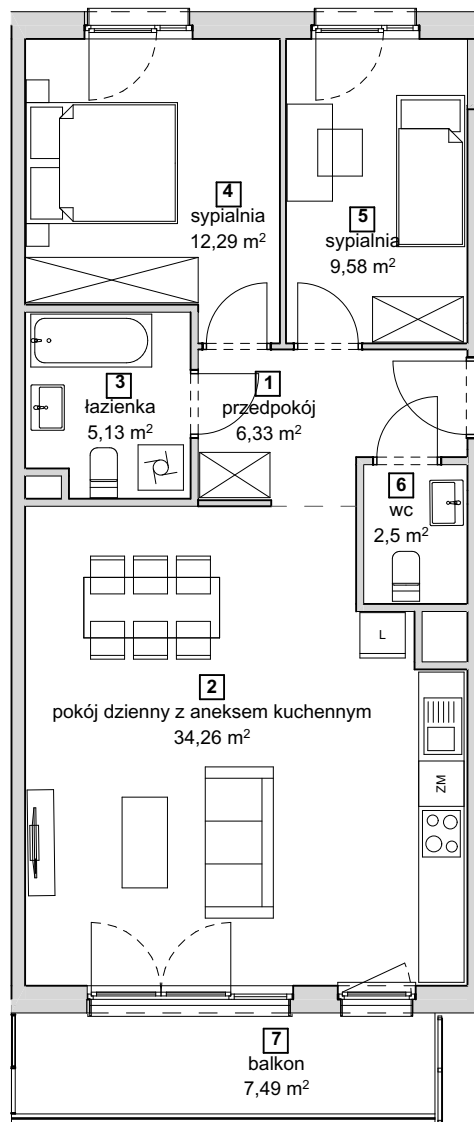 4
sypialnia
12,29 m²
5
sypialnia
9,58 m²
3
łazienka
5,13 m²
1
przedpokój
6,33 m²
6
wc
2,5 m²
L
2
pokój dzienny z aneksem kuchennym
34,26 m²
ZM
7
balkon
7,49 m²